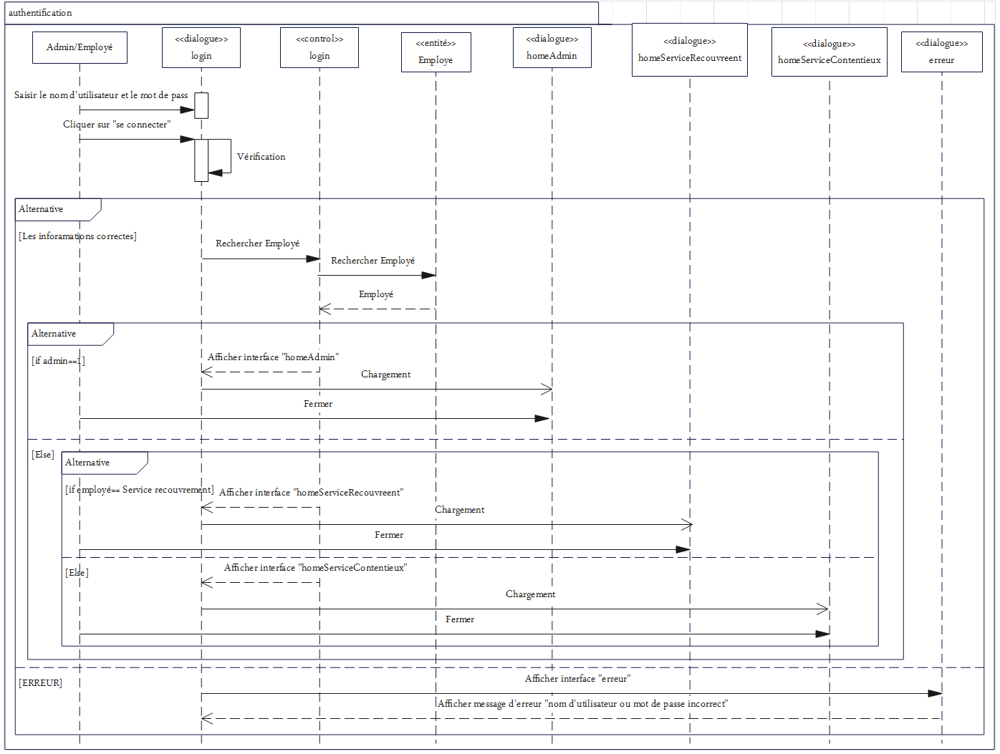 authentification
Admin/Employé
<<dialogue>>
login
<<control>>
login
<<entité>>
Employe
<<dialogue>>
homeAdmin
<<dialogue>>
homeServiceRecouvreent
<<dialogue>>
homeServiceContentieux
<<dialogue>>
erreur
Saisir le nom d'utilisateur et le mot de pass
Cliquer sur "se connecter"
Vérification
Alternative
[Les inforamations correctes]
Rechercher Employé
Rechercher Employé
Employé
Alternative
[if admin==1]
Afficher interface "homeAdmin"
Chargement
Fermer
[Else]
Alternative
[if employé== Service recouvrement]
Afficher interface "homeServiceRecouvreent"
Chargement
Fermer
[Else]
Afficher interface "homeServiceContentieux"
Chargement
Fermer
[ERREUR]
Afficher interface "erreur"
Afficher message d'erreur "nom d'utilisateur ou mot de passe incorrect"